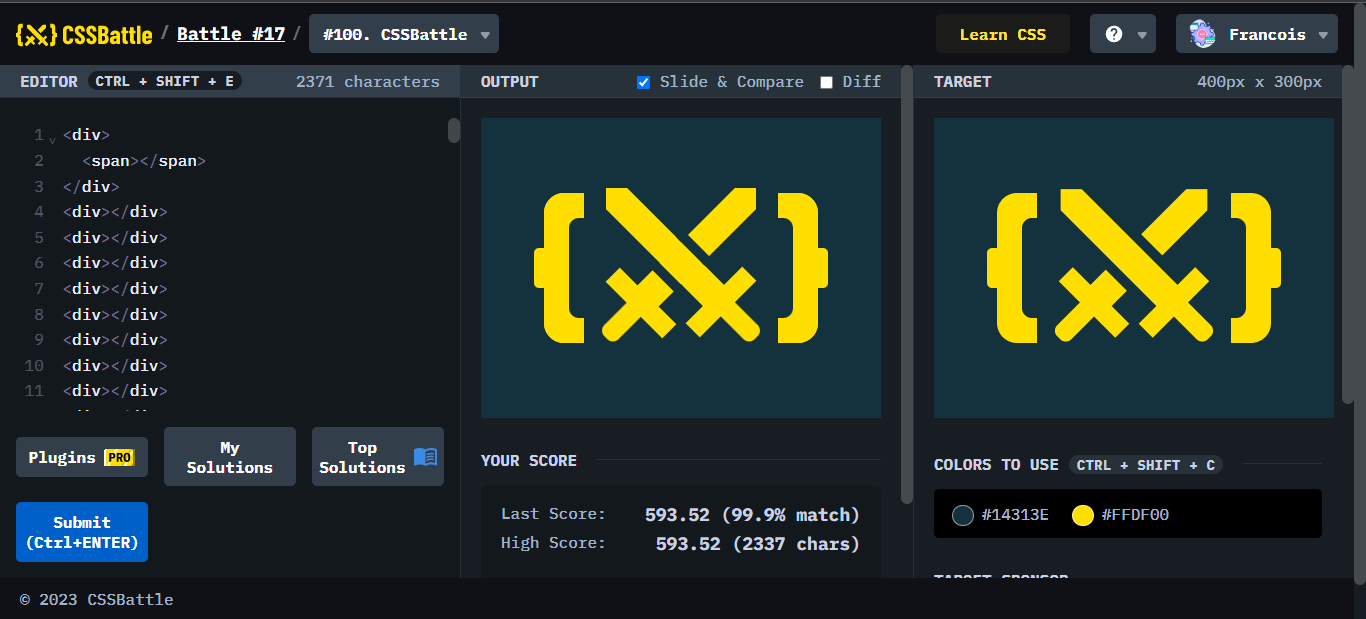 {X} CSSBattle / Battle #17 / #100. CSSBattle
Learn CSS
?
Francois
EDITOR CTRL + SHIFT + E 2371 characters
OUTPUT Slide & Compare Diff
TARGET 400px x 300px
1 <div>
2 <span></span>
3 </div>
4 <div></div>
5 <div></div>
6 <div></div>
7 <div></div>
8 <div></div>
9 <div></div>
10 <div></div>
11 <div></div>
Plugins PRO
My
Solutions
Top
Solutions
Submit
(Ctrl+ENTER)
YOUR SCORE
Last Score: 593.52 (99.9% match)
High Score: 593.52 (2337 chars)
COLORS TO USE CTRL + SHIFT + C
#14313E #FFDF00
TARGET SPONSOR
© 2023 CSSBattle